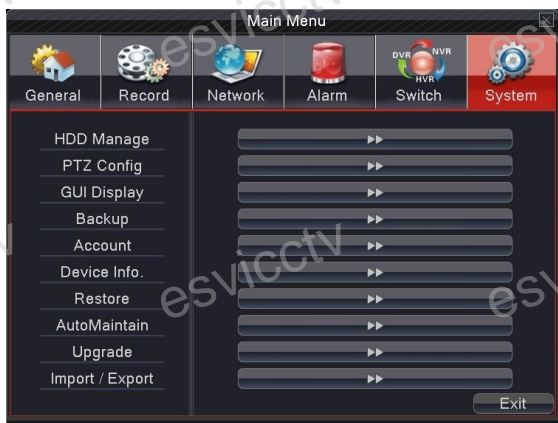 Main Menu
DVR NVR
HVR
General Record Network Alarm Switch System
HDD Manage
PTZ Config
GUI Display
Backup
Account
Device Info.
Restore
AutoMaintain
Upgrade
Import / Export
Exit
esvicctv
esvicctv